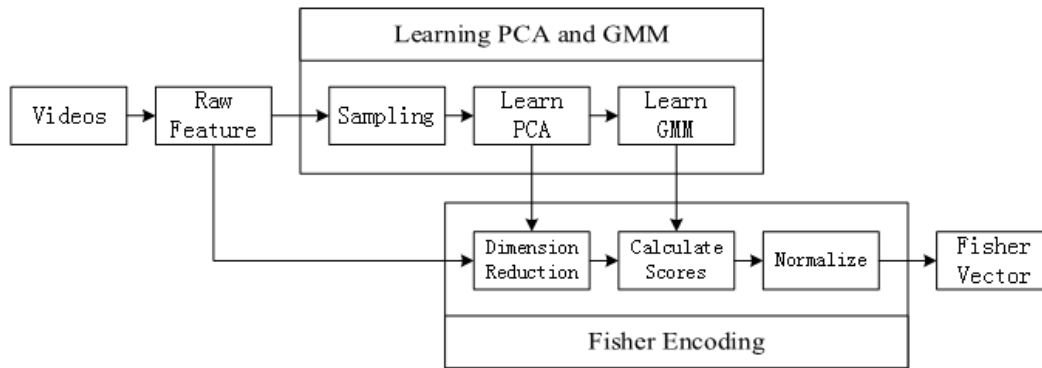 Learning PCA and GMM
Videos
Raw
Feature
Sampling
Learn
PCA
Learn
GMM
Dimension
Reduction
Calculate
Scores
Normalize
Fisher
Vector
Fisher Encoding